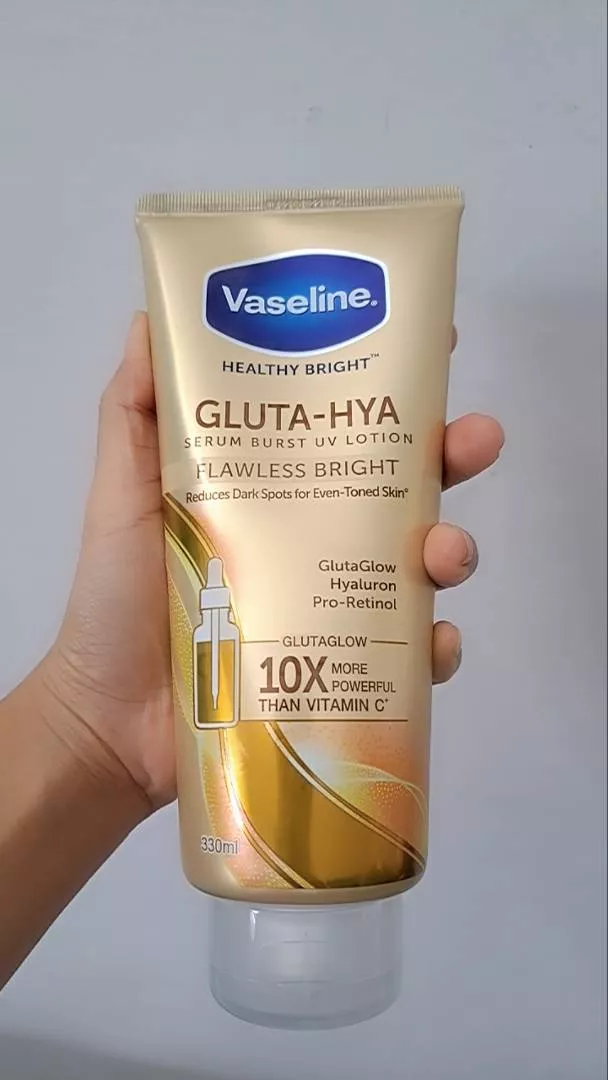 Vaseline.
HEALTHY BRIGHT™
GLUTA-HYA
SERUM BURST UV LOTION
FLAWLESS BRIGHT
Reduces Dark Spots for Even-Toned Skin°
GlutaGlow
Hyaluron
Pro-Retinol
GLUTAGLOW
10X MORE
POWERFUL
THAN VITAMIN C*
330ml